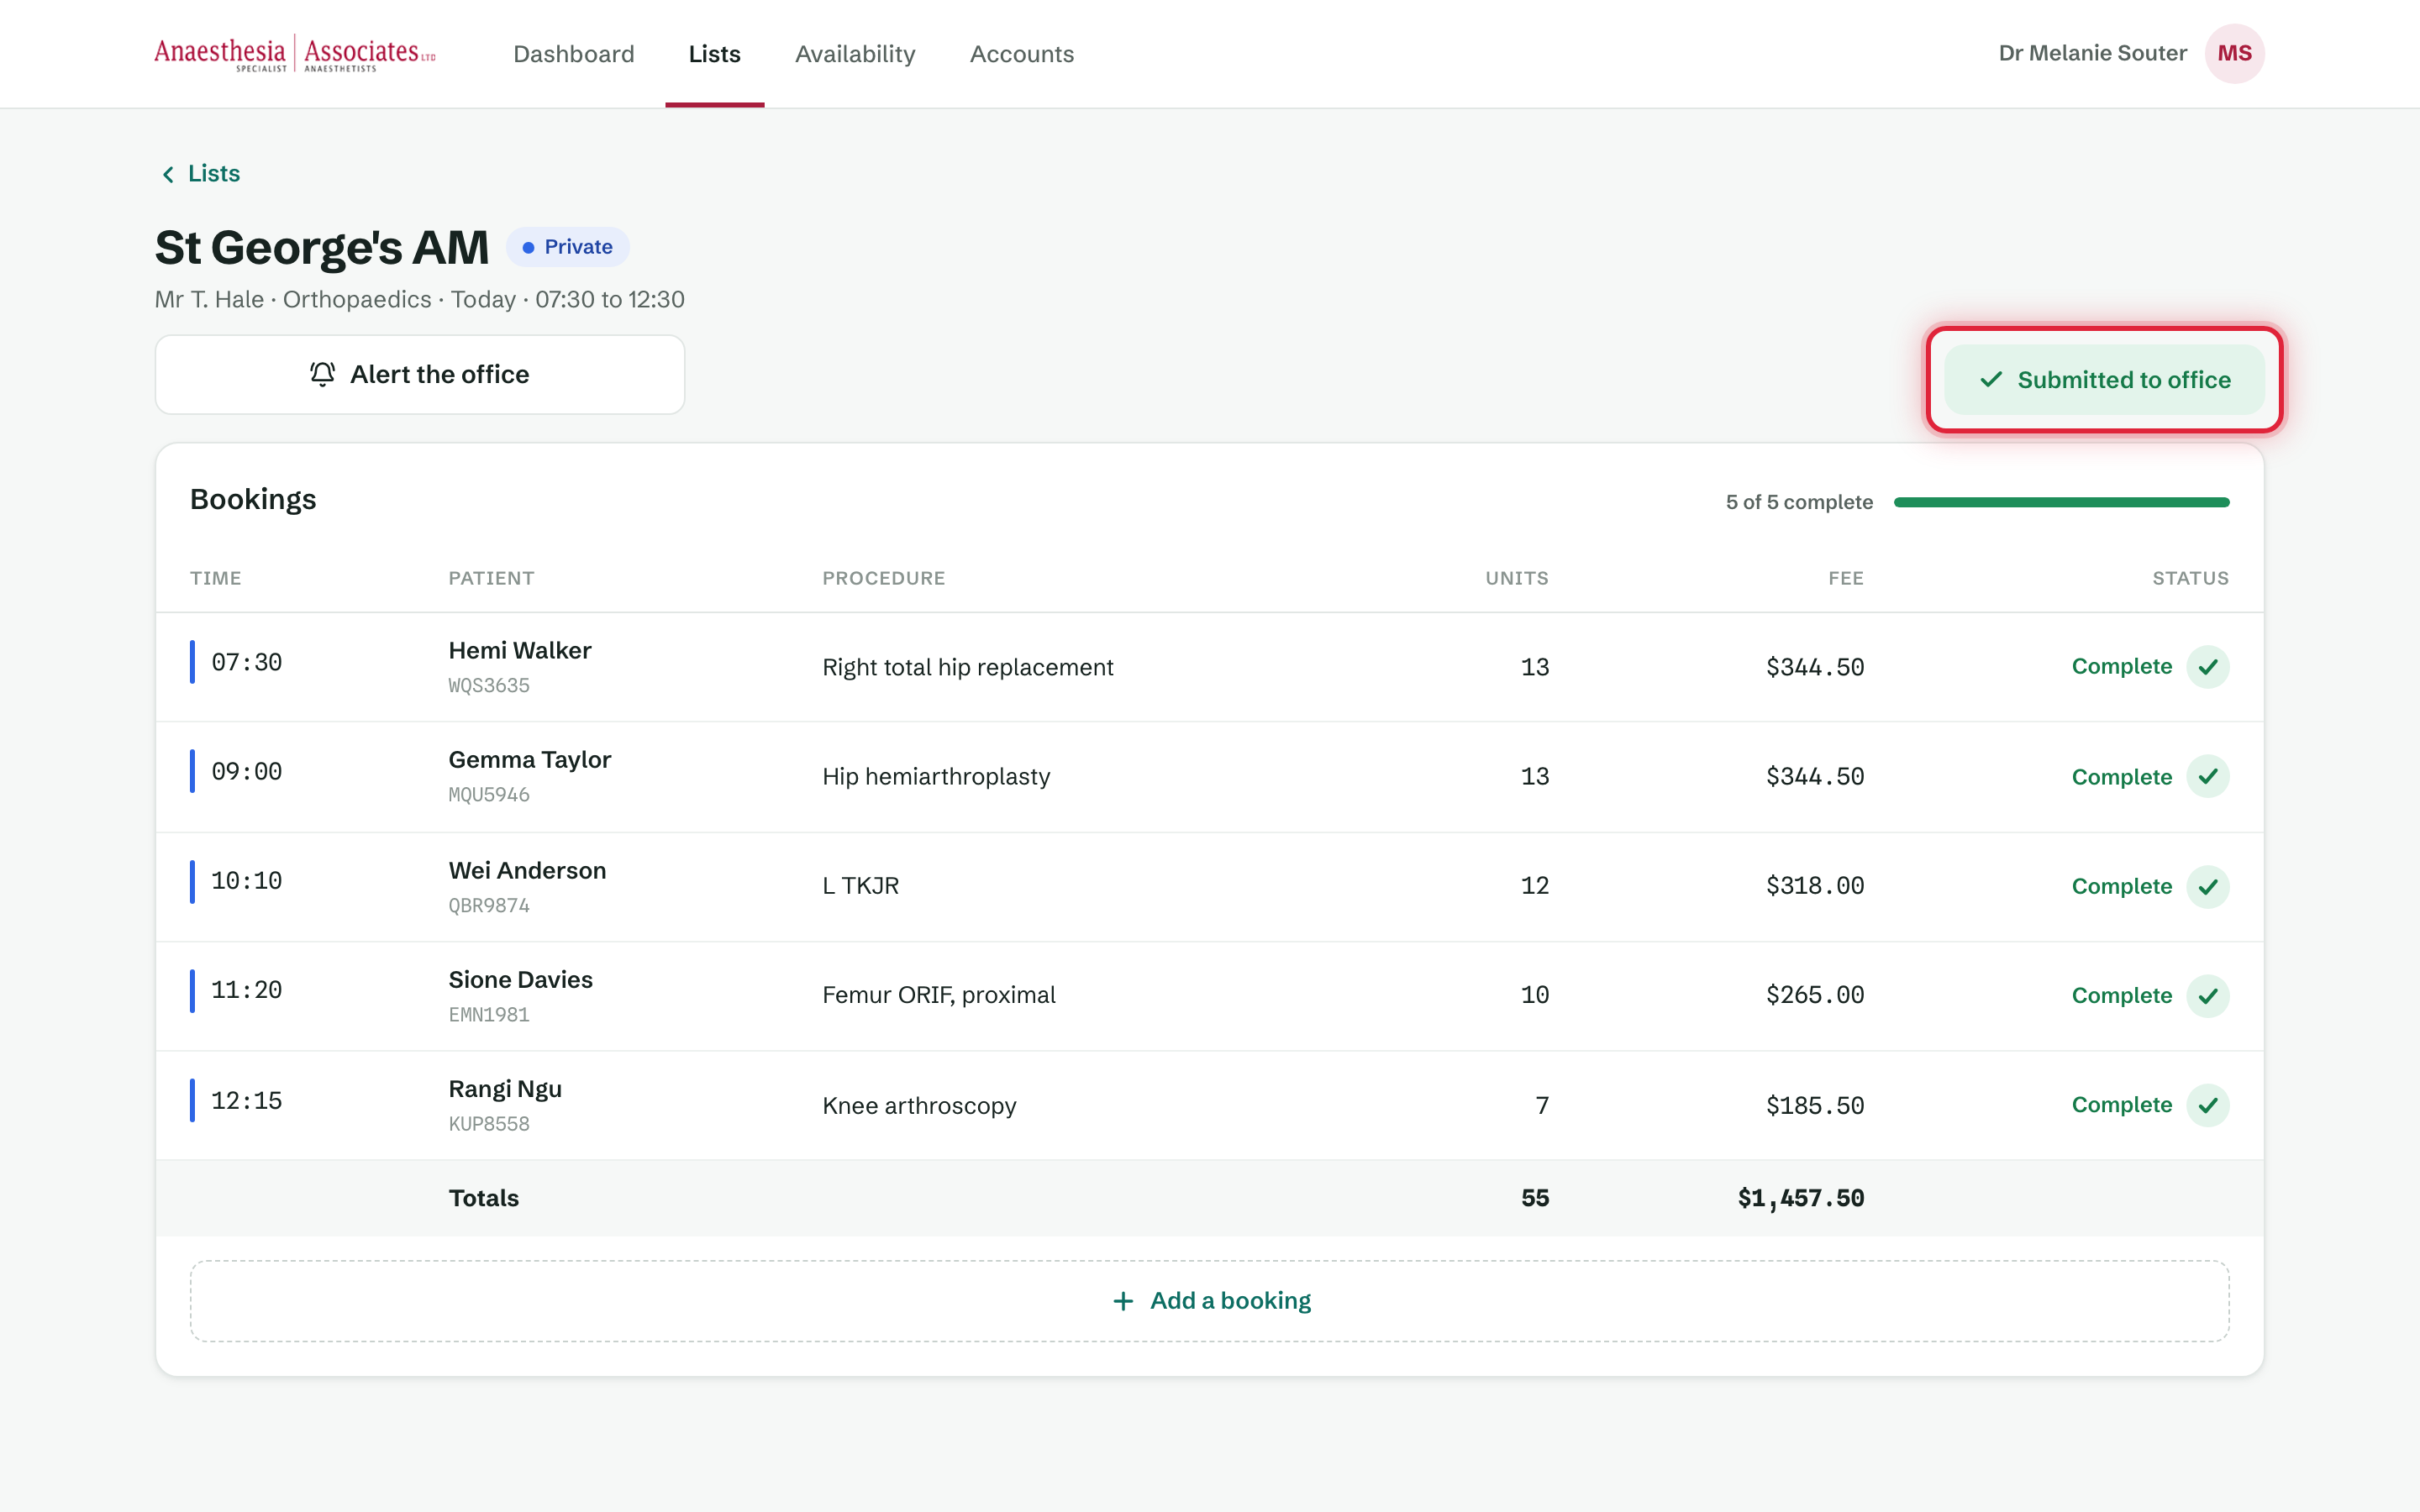 Anaesthesia | Associates LTD
SPECIALIST ANAESTHETISTS
Dashboard
Lists
Availability
Accounts
Dr Melanie Souter
MS
Lists
St George's AM
Private
Mr T. Hale · Orthopaedics · Today · 07:30 to 12:30
Alert the office
Submitted to office
Bookings
5 of 5 complete
TIME PATIENT PROCEDURE UNITS FEE STATUS
07:30 Hemi Walker Right total hip replacement 13 $344.50 Complete
WQS3635
09:00 Gemma Taylor Hip hemiarthroplasty 13 $344.50 Complete
MQU5946
10:10 Wei Anderson L TKJR 12 $318.00 Complete
QBR9874
11:20 Sione Davies Femur ORIF, proximal 10 $265.00 Complete
EMN1981
12:15 Rangi Ngu Knee arthroscopy 7 $185.50 Complete
KUP8558
Totals 55 $1,457.50
+ Add a booking